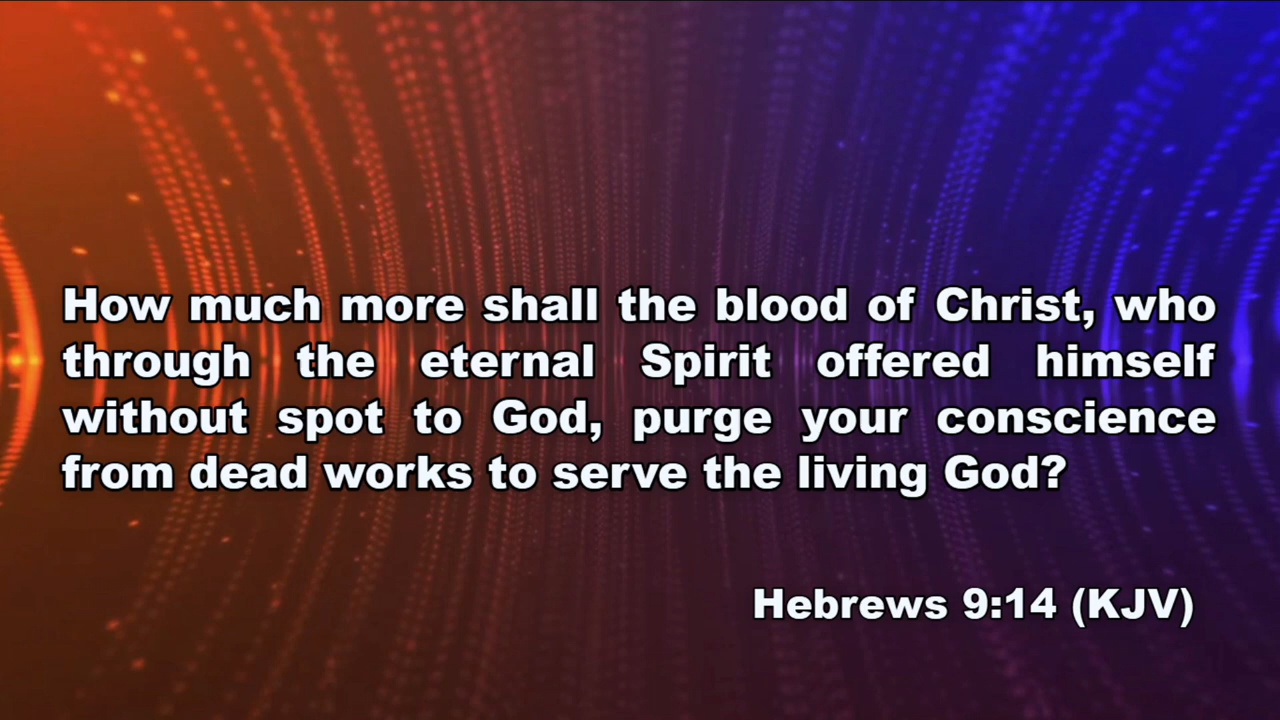 How much more shall the blood of Christ, who
through the eternal Spirit offered himself
without spot to God, purge your conscience
from dead works to serve the living God?
Hebrews 9:14 (KJV)